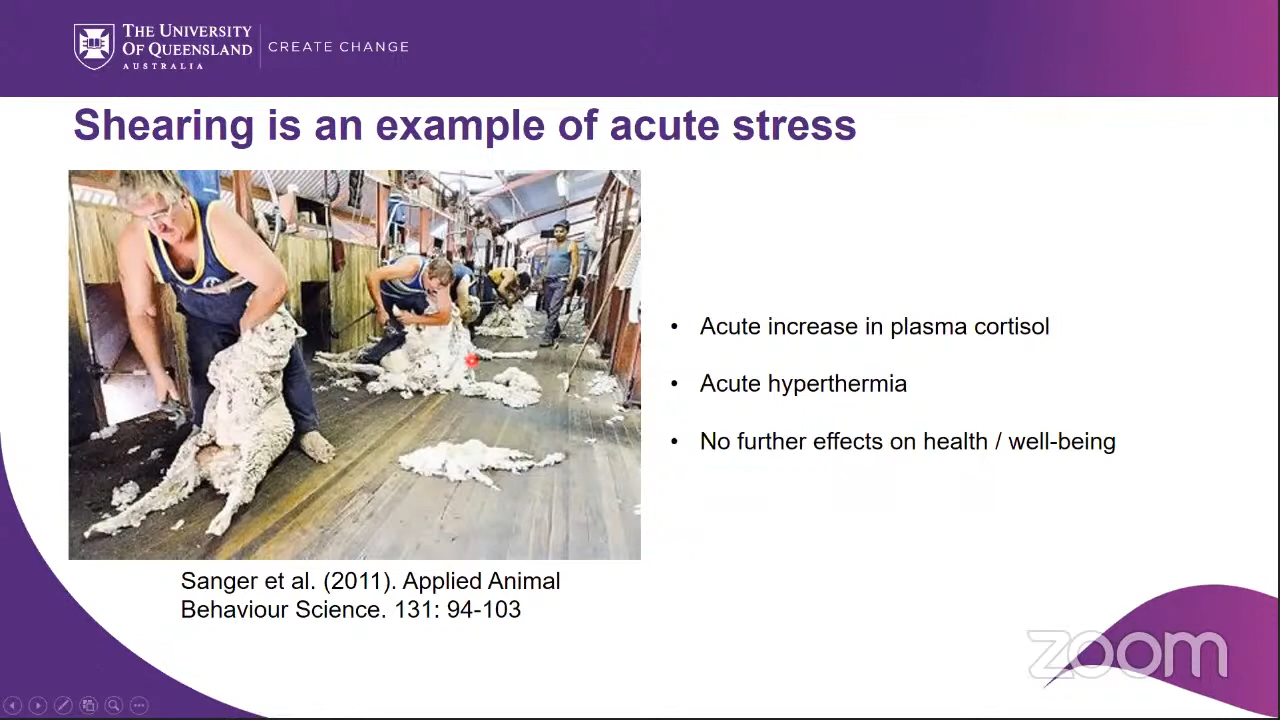 THE UNIVERSITY
OF QUEENSLAND
AUSTRALIA
CREATE CHANGE
Shearing is an example of acute stress
• Acute increase in plasma cortisol
• Acute hyperthermia
• No further effects on health / well-being
Sanger et al. (2011). Applied Animal
Behaviour Science. 131: 94-103
zoom